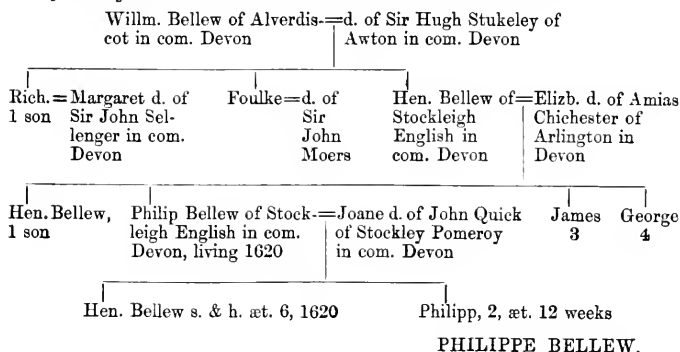 Willm. Bellew of Alverdis-=d. of Sir Hugh Stukeley of
cot in com. Devon Awton in com. Devon
Rich.=Margaret d. of Foulke=d. of Hen. Bellew of=Elizb. d. of Amias
1 son Sir John Sel- Sir Stockleigh Chichester of
lenger in com. John English in Arlington in
Devon Moers com. Devon Devon
Hen. Bellew, Philip Bellew of Stock-=Joane d. of John Quick James George
1 son leigh English in com. of Stockley Pomeroy 3 4
Devon, living 1620 in com. Devon
Hen. Bellew s. & h. æt. 6, 1620 Philipp, 2, æt. 12 weeks
PHILIPPE BELLEW.